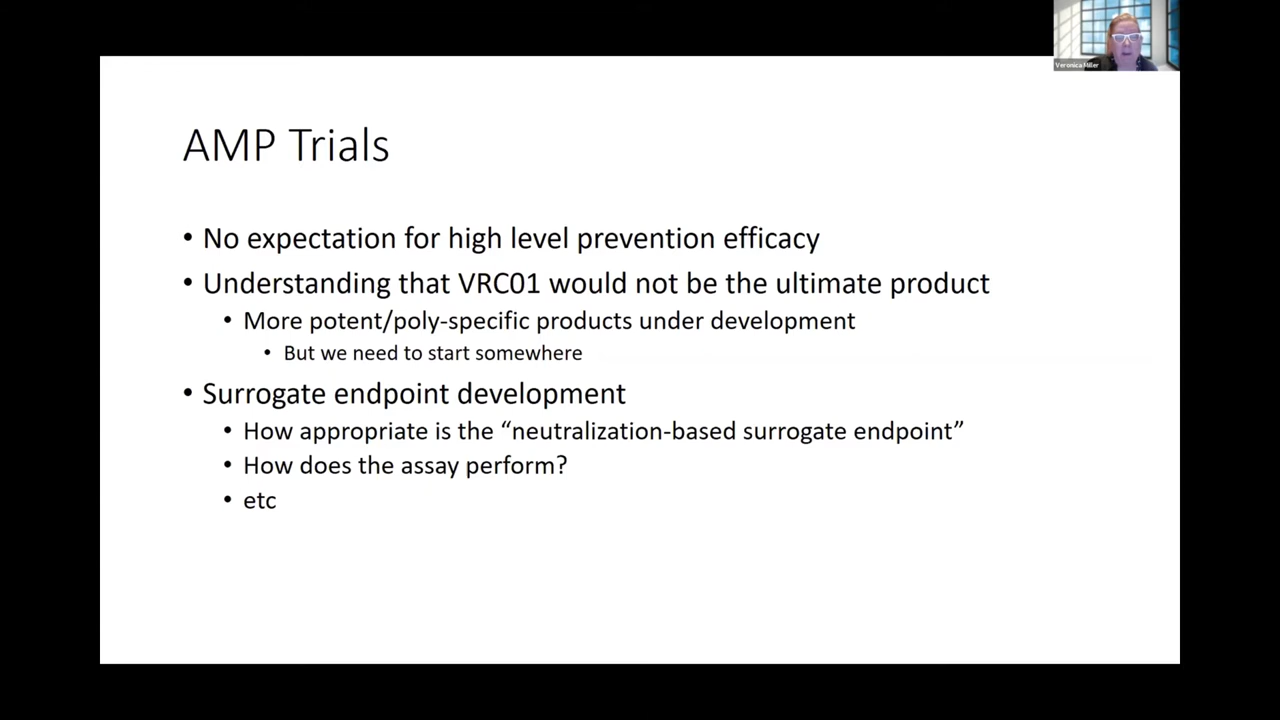 Veronica Miller
AMP Trials
• No expectation for high level prevention efficacy
• Understanding that VRC01 would not be the ultimate product
• More potent/poly-specific products under development
• But we need to start somewhere
• Surrogate endpoint development
• How appropriate is the “neutralization-based surrogate endpoint”
• How does the assay perform?
• etc